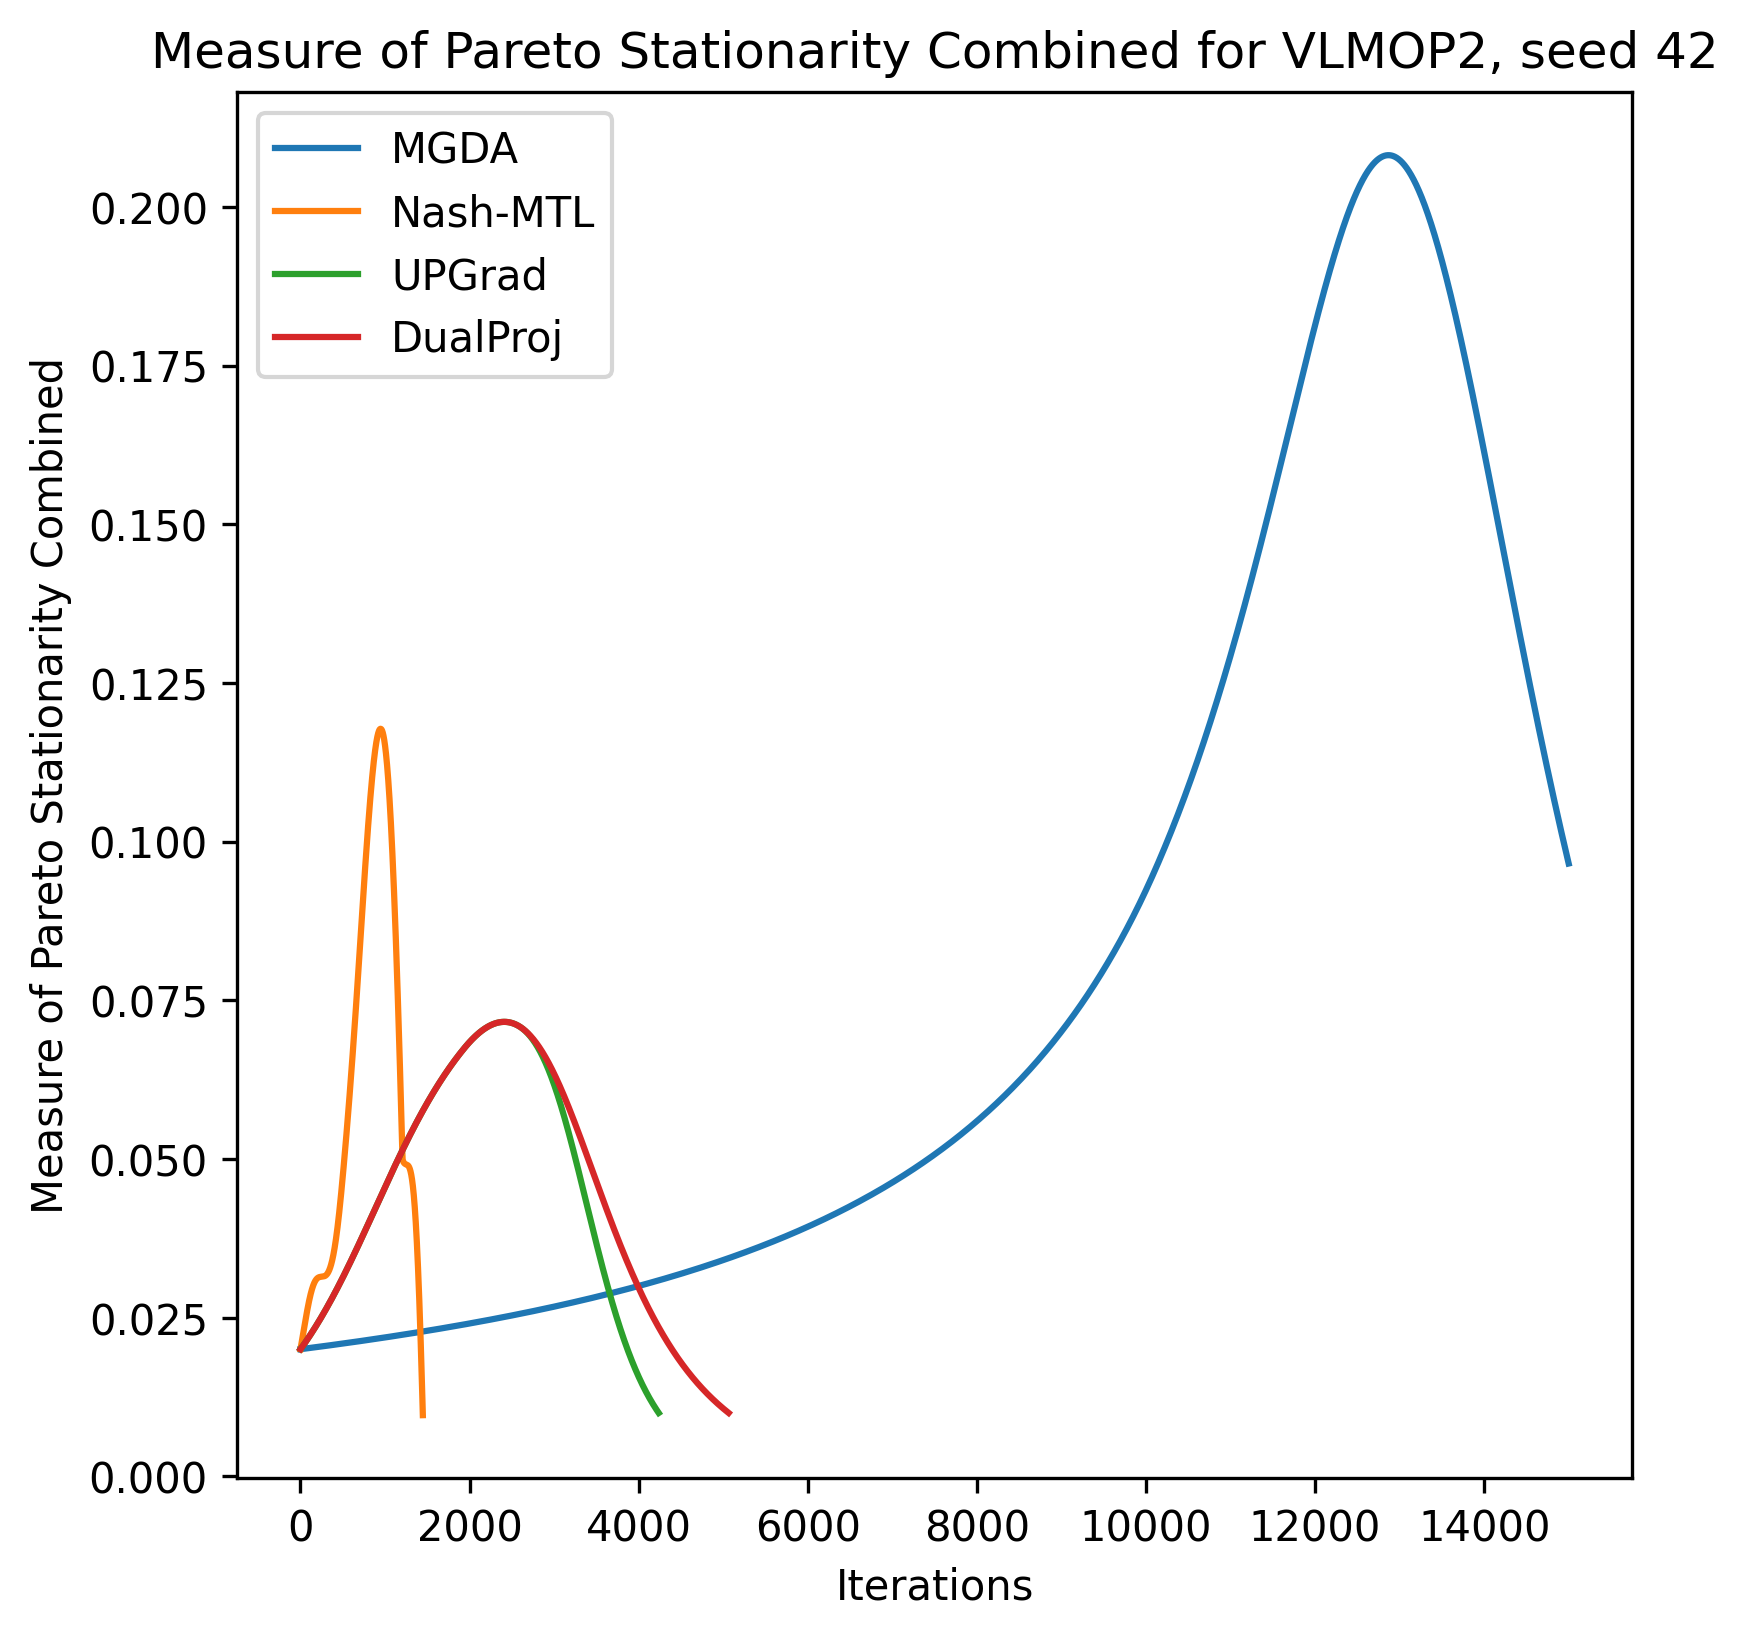 Measure of Pareto Stationarity Combined for VLMOP2, seed 42
MGDA
Nash-MTL
UPGrad
DualProj
Measure of Pareto Stationarity Combined
0.200
0.175
0.150
0.125
0.100
0.075
0.050
0.025
0.000
0 2000 4000 6000 8000 10000 12000 14000
Iterations